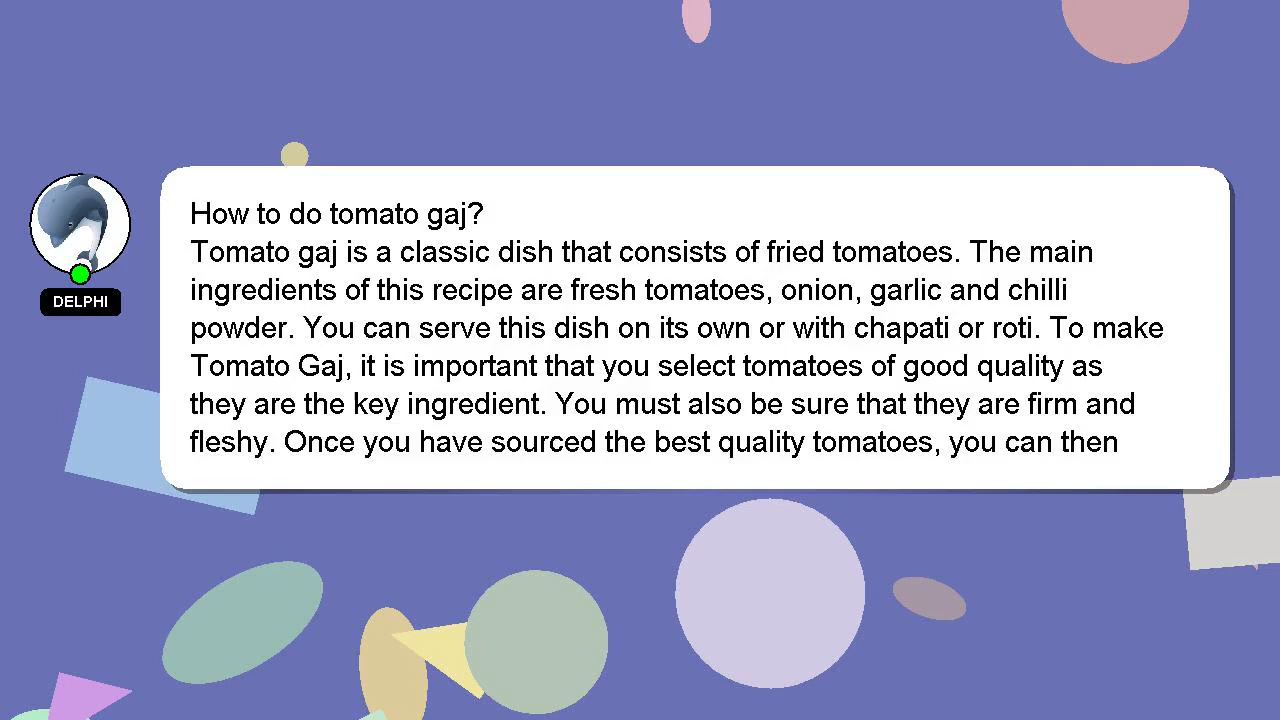 How to do tomato gaj?
Tomato gaj is a classic dish that consists of fried tomatoes. The main
ingredients of this recipe are fresh tomatoes, onion, garlic and chilli
powder. You can serve this dish on its own or with chapati or roti. To make
Tomato Gaj, it is important that you select tomatoes of good quality as
they are the key ingredient. You must also be sure that they are firm and
fleshy. Once you have sourced the best quality tomatoes, you can then
DELPHI